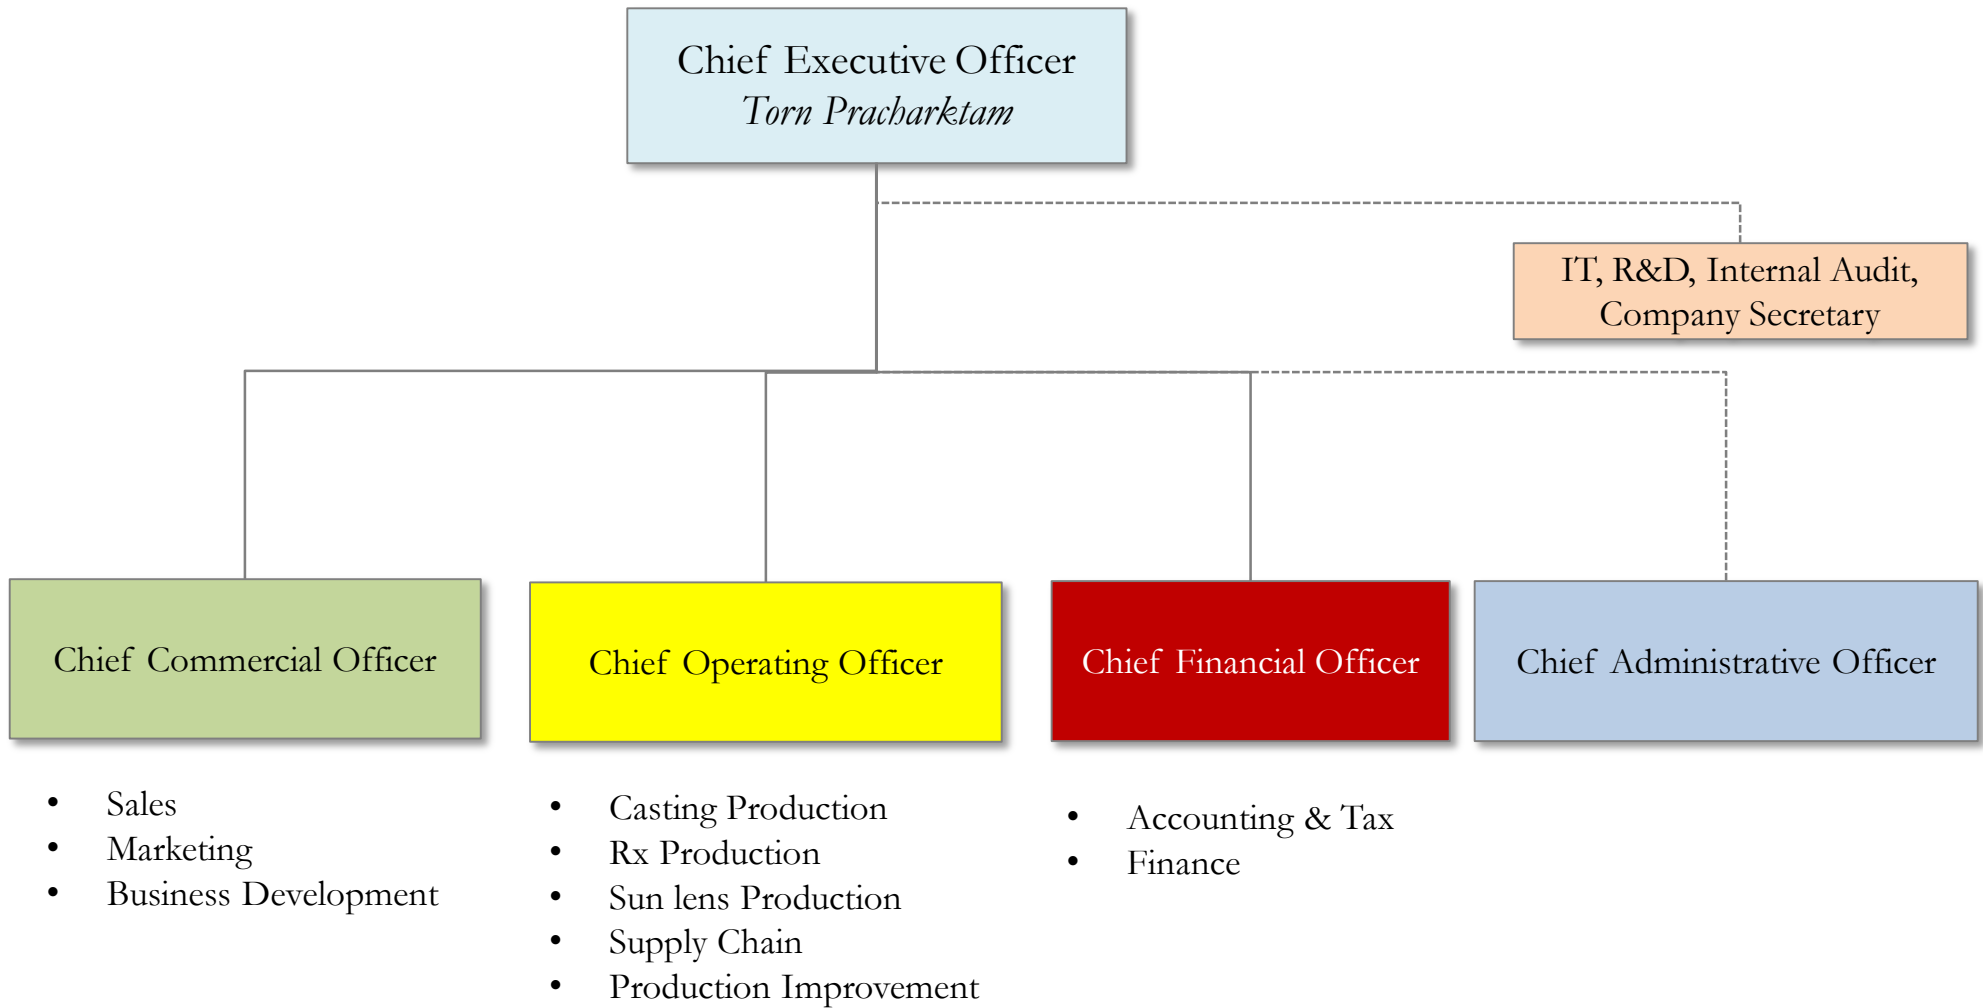 Chief Executive Officer
Torn Pracharktam
IT, R&D, Internal Audit,
Company Secretary
Chief Commercial Officer
Chief Operating Officer
Chief Financial Officer
Chief Administrative Officer
• Sales
• Marketing
• Business Development
• Casting Production
• Rx Production
• Sun lens Production
• Supply Chain
• Production Improvement
• Accounting & Tax
• Finance